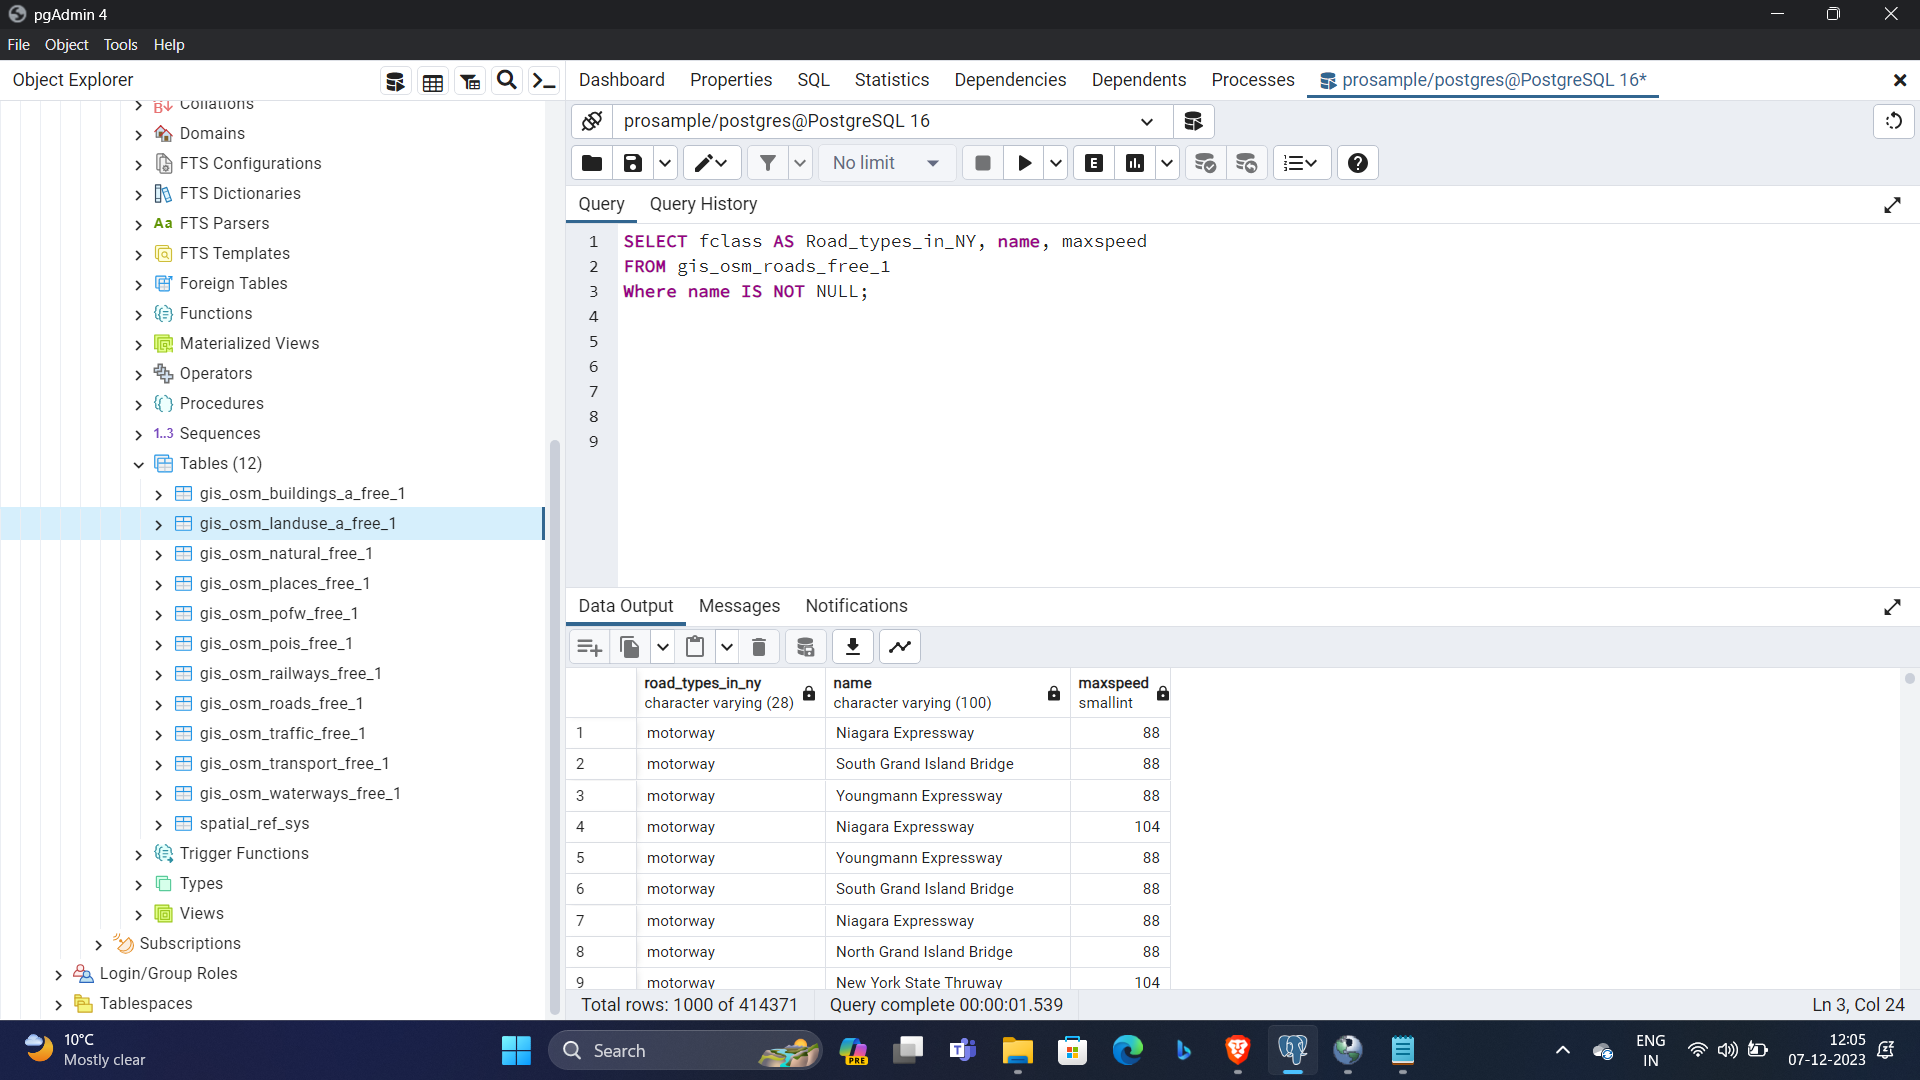 pgAdmin 4
File Object Tools Help
Object Explorer
Dashboard Properties SQL Statistics Dependencies Dependents Processes prosample/postgres@PostgreSQL 16*
prosample/postgres@PostgreSQL 16
No limit
E
Query Query History
1 SELECT fclass AS Road_types_in_NY, name, maxspeed
2 FROM gis_osm_roads_free_1
3 Where name IS NOT NULL;
4
5
6
7
8
9
Collations
Domains
FTS Configurations
FTS Dictionaries
Aa FTS Parsers
FTS Templates
Foreign Tables
Functions
Materialized Views
Operators
Procedures
1..3 Sequences
Tables (12)
gis_osm_buildings_a_free_1
gis_osm_landuse_a_free_1
gis_osm_natural_free_1
gis_osm_places_free_1
gis_osm_pofw_free_1
gis_osm_pois_free_1
gis_osm_railways_free_1
gis_osm_roads_free_1
gis_osm_traffic_free_1
gis_osm_transport_free_1
gis_osm_waterways_free_1
spatial_ref_sys
Trigger Functions
Types
Views
Subscriptions
Login/Group Roles
Tablespaces
Data Output Messages Notifications
road_types_in_ny name maxspeed
character varying (28) character varying (100) smallint
1 motorway Niagara Expressway 88
2 motorway South Grand Island Bridge 88
3 motorway Youngmann Expressway 88
4 motorway Niagara Expressway 104
5 motorway Youngmann Expressway 88
6 motorway South Grand Island Bridge 88
7 motorway Niagara Expressway 88
8 motorway North Grand Island Bridge 88
9 motorway New York State Thruway 104
Total rows: 1000 of 414371 Query complete 00:00:01.539 Ln 3, Col 24
10°C
Mostly clear
Search
PRE
ENG
IN
12:05
07-12-2023